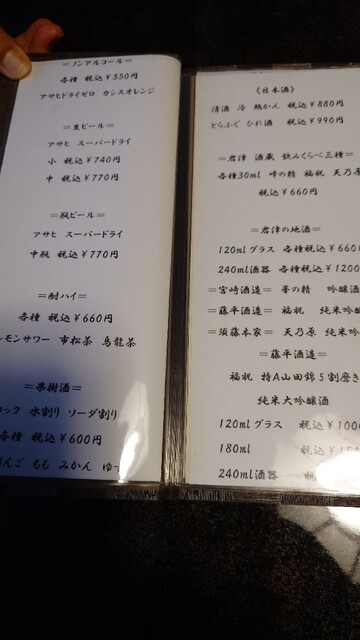 ＝ノンアルコール＝
各種 税込￥550円
アサヒドライゼロ カシスオレンジ
＝生ビール＝
アサヒ スーパードライ
小 税込￥740円
中 税込￥770円
＝瓶ビール＝
アサヒ スーパードライ
中瓶 税込￥770円
＝酎ハイ＝
各種 税込￥660円
モンサワー 市松茶 烏龍茶
＝果樹酒＝
ック 水割り ソーダ割り
各種 税込￥600円
んご もも みかん ゆず
《日本酒》
清酒 冷 熱かん 税込￥880円
とらふぐ ひれ酒 税込￥990円
＝君津 酒蔵 飲みくらべ三種＝
各種30ml 峰の精 福祝 天乃原
税込￥660円
＝君津の地酒＝
120mlグラス 各種税込￥660円
240ml酒器 各種税込￥1200
＝宮崎酒造＝ 峯の精 吟醸酒
＝藤平酒造＝ 福祝 純米
＝須藤本家＝ 天乃原 純米吟
＝藤平酒造＝
福祝 特A山田錦5割磨き
純米大吟醸酒
120mlグラス 税込￥1000
180ml 税込
240ml酒器